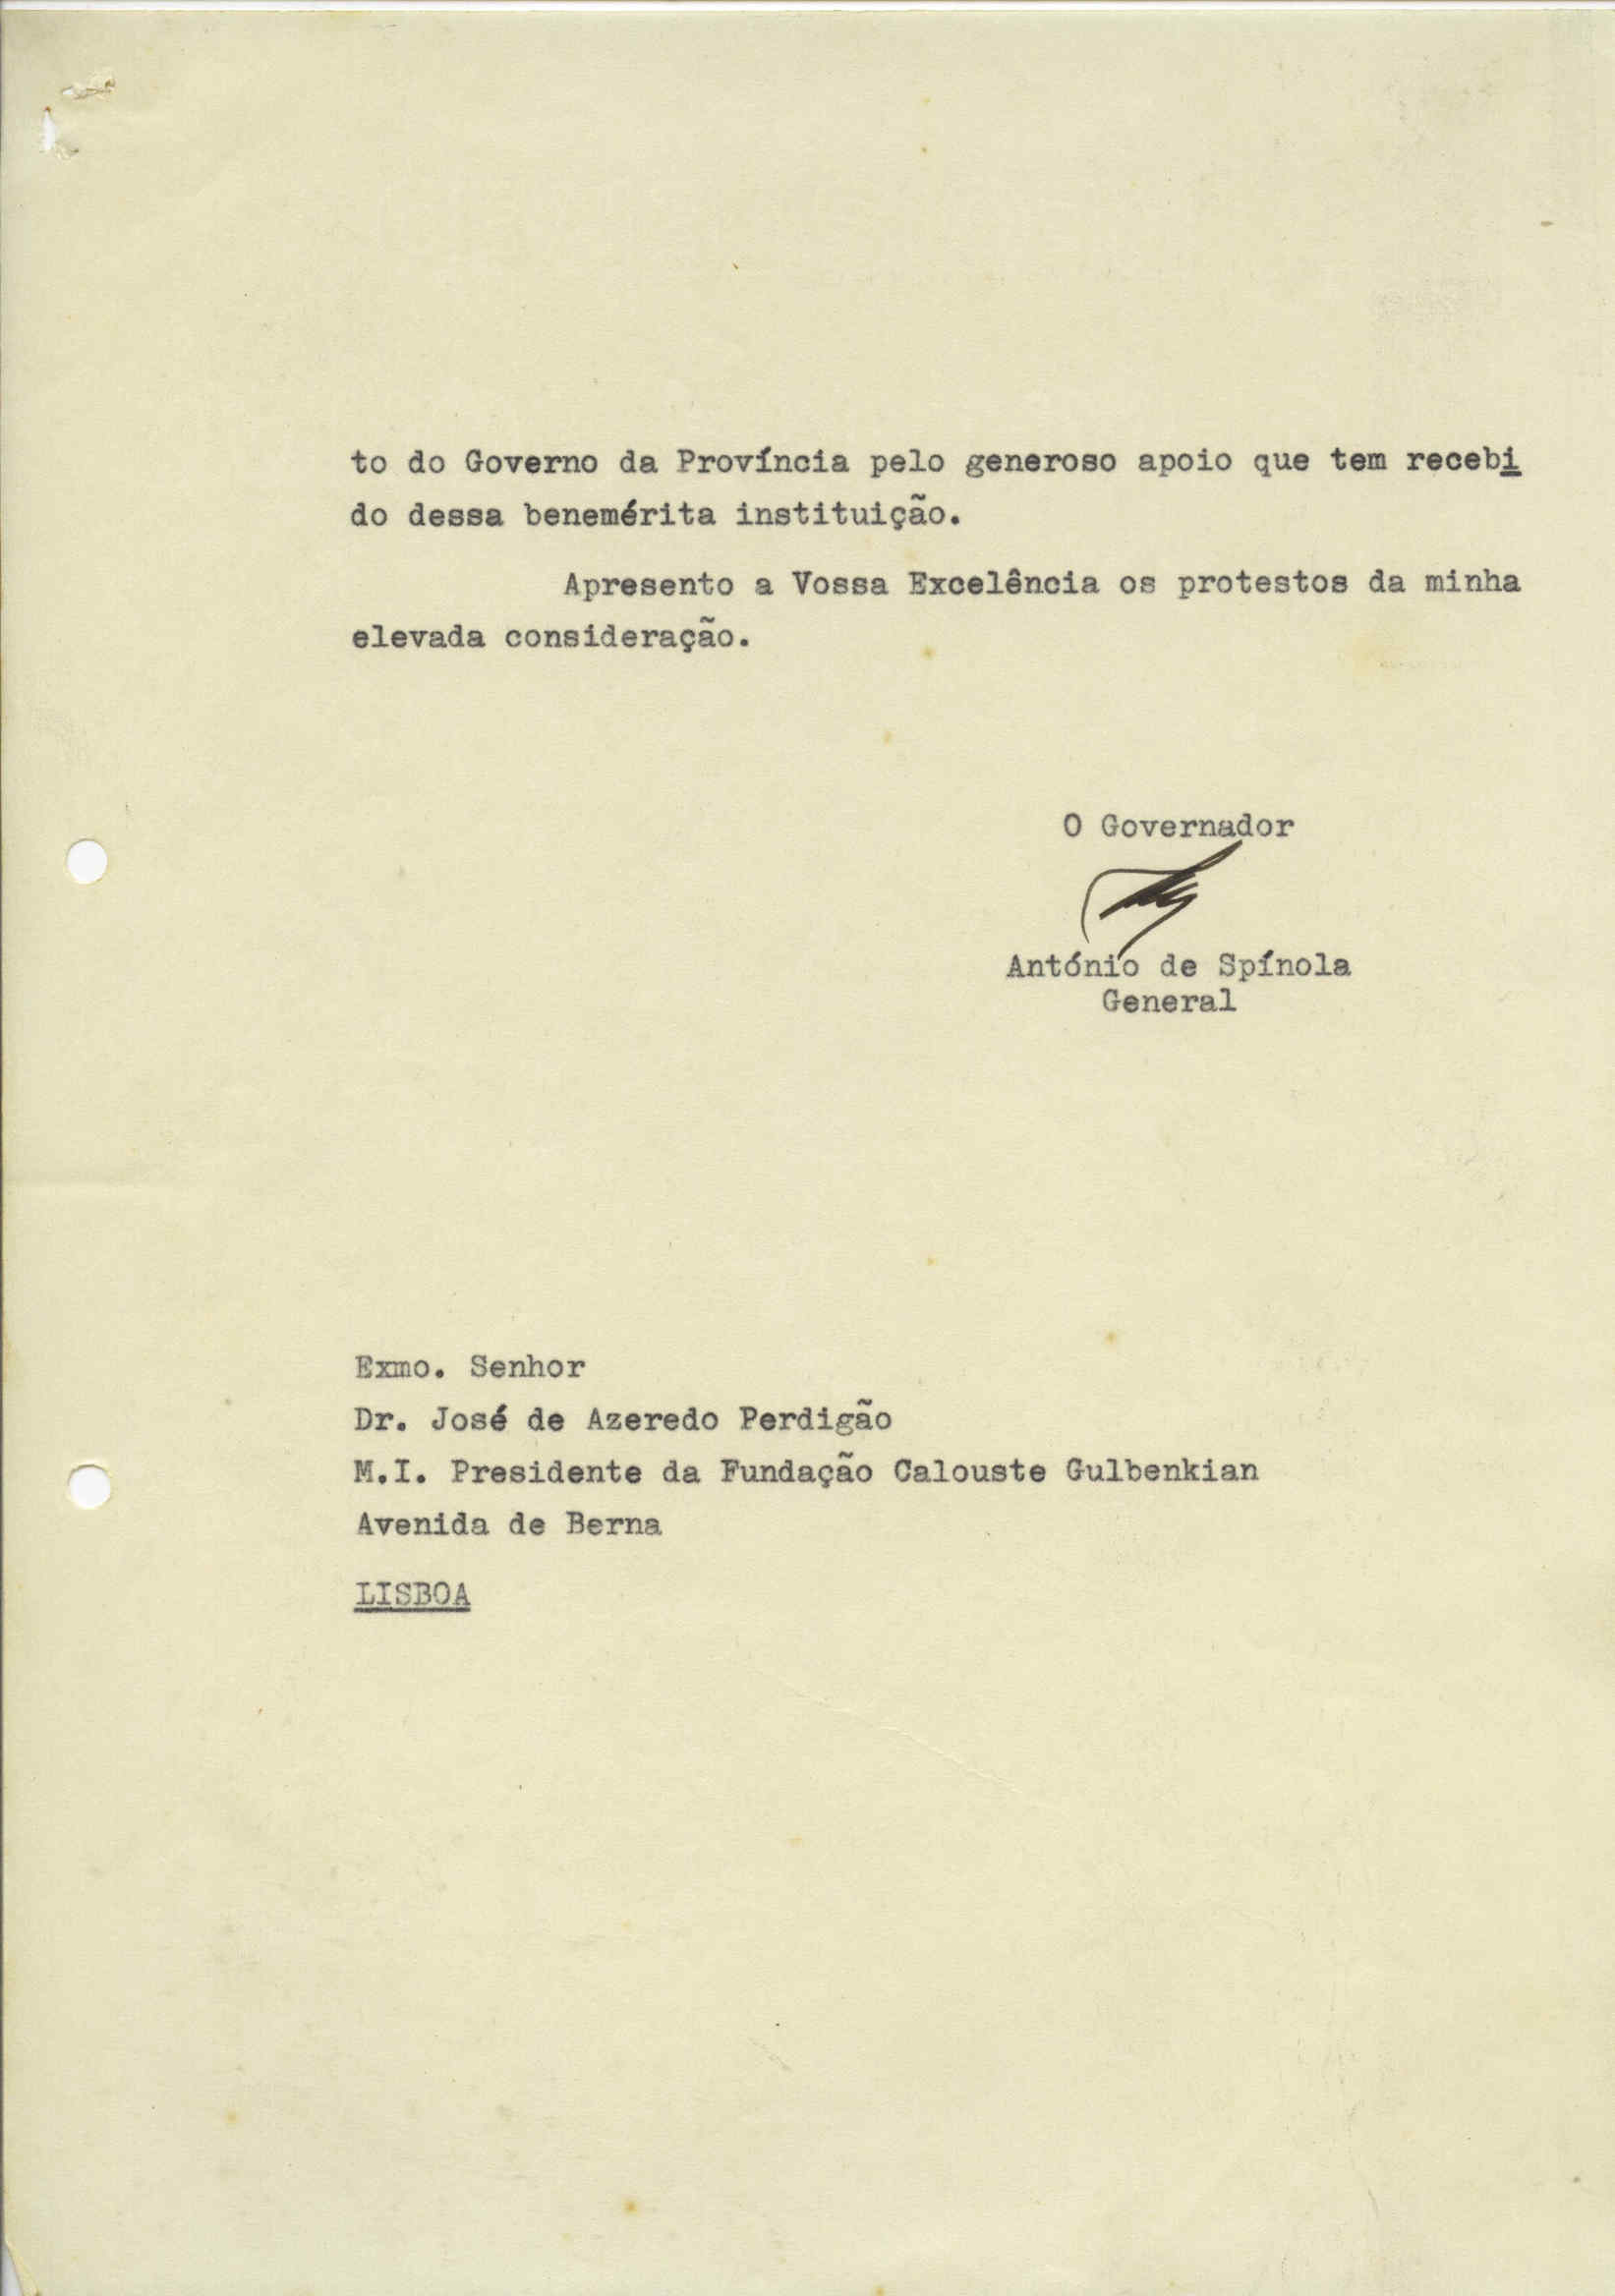 to do Governo da Província pelo generoso apoio que tem recebi
do dessa benemérita instituição.
Apresento a Vossa Excelência os protestos da minha
elevada consideração.
O Governador
António de Spínola
General
Exmo. Senhor
Dr. José de Azeredo Perdigão
M.I. Presidente da Fundação Calouste Gulbenkian
Avenida de Berna
LISBOA